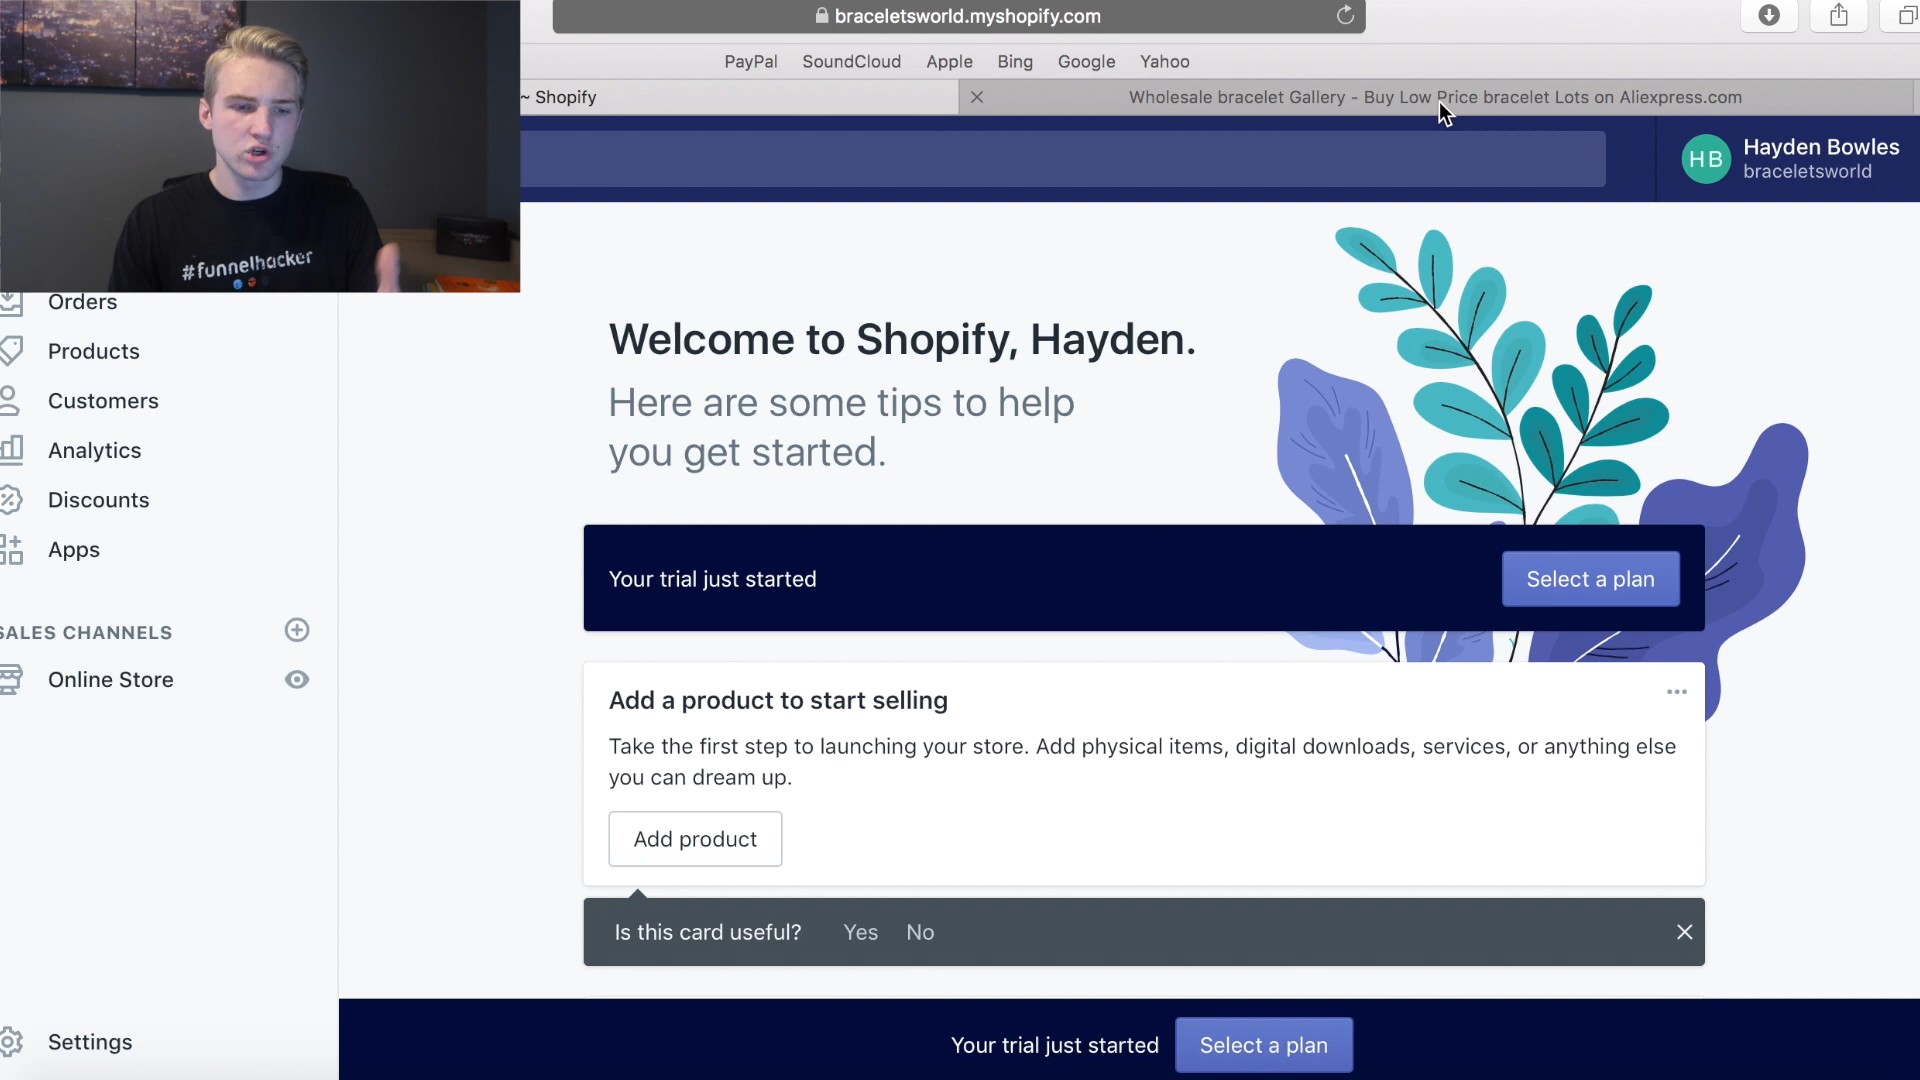 braceletsworld.myshopify.com
PayPal SoundCloud Apple Bing Google Yahoo
~ Shopify
Wholesale bracelet Gallery - Buy Low Price bracelet Lots on Aliexpress.com
HB
Hayden Bowles
braceletsworld
#funnelhacker
Orders
Products
Customers
Analytics
Discounts
Apps
SALES CHANNELS
Online Store
Settings
Welcome to Shopify, Hayden.
Here are some tips to help
you get started.
Your trial just started
Select a plan
Add a product to start selling
Take the first step to launching your store. Add physical items, digital downloads, services, or anything else
you can dream up.
Add product
Is this card useful? Yes No
Your trial just started Select a plan